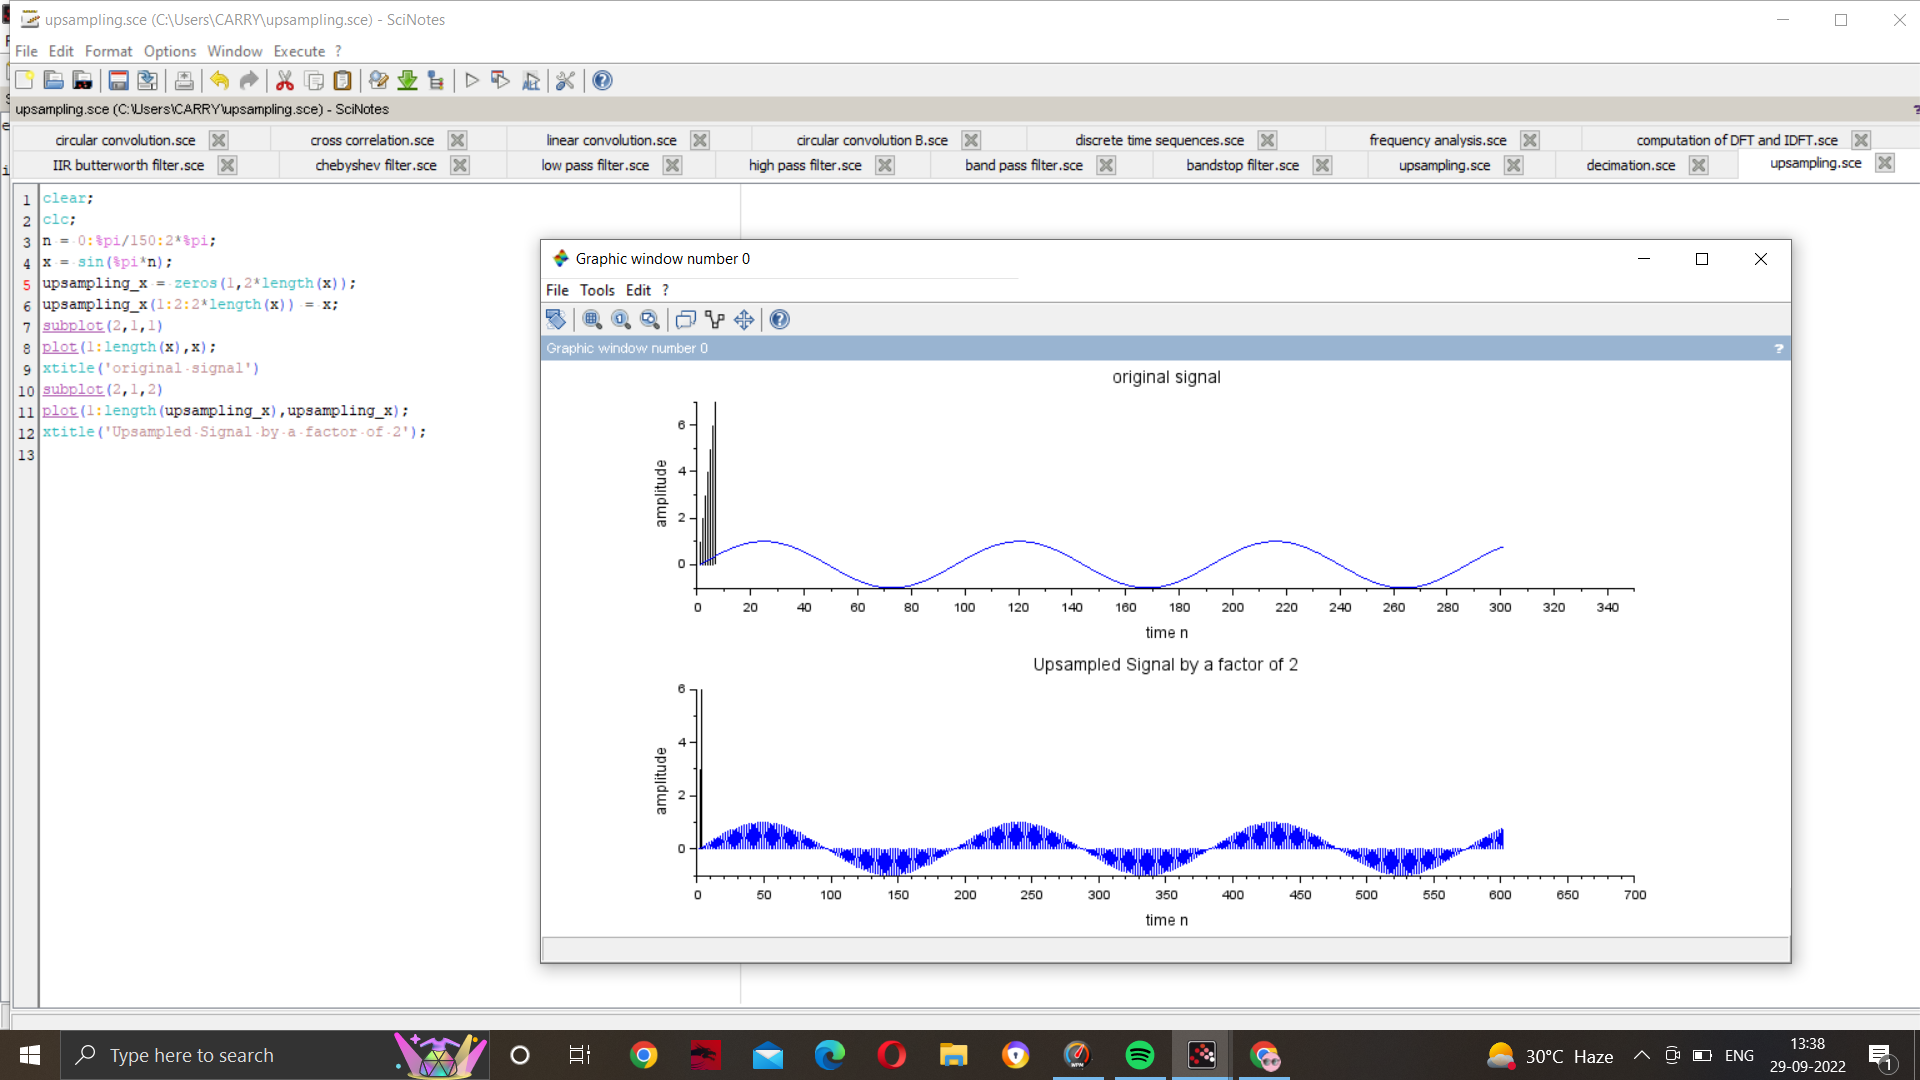 upsampling.sce (C:\Users\CARRY\upsampling.sce) - SciNotes
File Edit Format Options Window Execute ?
upsampling.sce (C:\Users\CARRY\upsampling.sce) - SciNotes
circular convolution.sce cross correlation.sce linear convolution.sce circular convolution B.sce discrete time sequences.sce frequency analysis.sce computation of DFT and IDFT.sce
IIR butterworth filter.sce chebyshev filter.sce low pass filter.sce high pass filter.sce band pass filter.sce bandstop filter.sce upsampling.sce decimation.sce upsampling.sce
1 clear;
2 clc;
3 n = 0:%pi/150:2*%pi;
4 x = sin(%pi*n);
5 upsampling_x = zeros(1,2*length(x));
6 upsampling_x(1:2:2*length(x)) = x;
7 subplot(2,1,1)
8 plot(1:length(x),x);
9 xtitle('original signal')
10 subplot(2,1,2)
11 plot(1:length(upsampling_x),upsampling_x);
12 xtitle('Upsampled Signal by a factor of 2');
13
Graphic window number 0
File Tools Edit ?
Graphic window number 0 ?
original signal
amplitude
6
4
2
0
0 20 40 60 80 100 120 140 160 180 200 220 240 260 280 300 320 340
time n
Upsampled Signal by a factor of 2
amplitude
6
4
2
0
0 50 100 150 200 250 300 350 400 450 500 550 600 650 700
time n
Type here to search
30°C Haze
ENG
13:38
29-09-2022
1